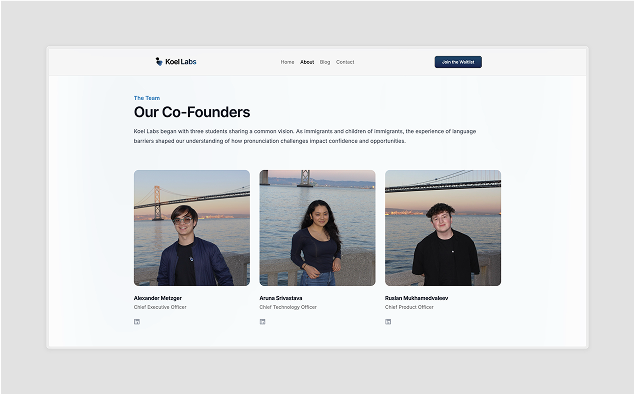 Koel Labs
Home About Blog Contact
Join the Waitlist
The Team
Our Co-Founders
Koel Labs began with three students sharing a common vision. As immigrants and children of immigrants, the experience of language
barriers shaped our understanding of how pronunciation challenges impact confidence and opportunities.
Alexander Metzger
Aruna Srivastava
Ruslan Mukhamedvaleev
Chief Executive Officer
Chief Technology Officer
Chief Product Officer
in
in
in